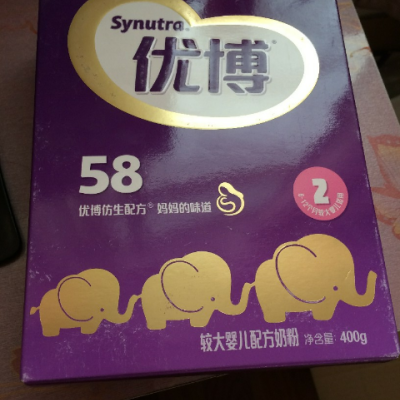 Synutra
优博®
58
优博仿生配方® 妈妈的味道
2
较大婴儿配方奶粉 净含量: 400g